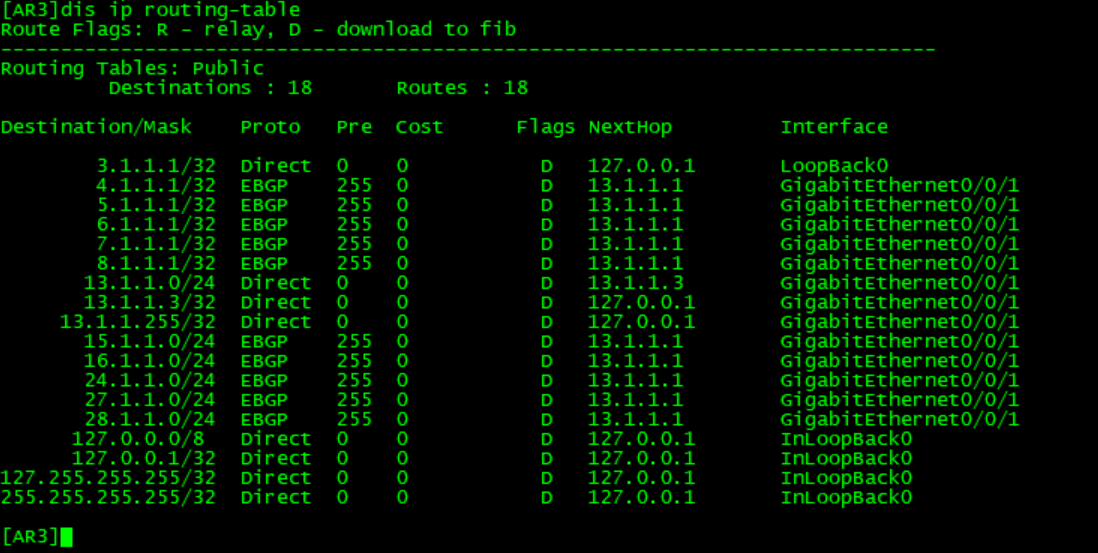 [AR3]dis ip routing-table
Route Flags: R - relay, D - download to fib
------------------------------------------------------------------------------
Routing Tables: Public
         Destinations : 18       Routes : 18

Destination/Mask    Proto   Pre  Cost      Flags NextHop         Interface

        3.1.1.1/32  Direct  0    0           D   127.0.0.1       LoopBack0
        4.1.1.1/32  EBGP    255  0           D   13.1.1.1        GigabitEthernet0/0/1
        5.1.1.1/32  EBGP    255  0           D   13.1.1.1        GigabitEthernet0/0/1
        6.1.1.1/32  EBGP    255  0           D   13.1.1.1        GigabitEthernet0/0/1
        7.1.1.1/32  EBGP    255  0           D   13.1.1.1        GigabitEthernet0/0/1
        8.1.1.1/32  EBGP    255  0           D   13.1.1.1        GigabitEthernet0/0/1
       13.1.1.0/24  Direct  0    0           D   13.1.1.3        GigabitEthernet0/0/1
       13.1.1.3/32  Direct  0    0           D   127.0.0.1       GigabitEthernet0/0/1
     13.1.1.255/32  Direct  0    0           D   127.0.0.1       GigabitEthernet0/0/1
       15.1.1.0/24  EBGP    255  0           D   13.1.1.1        GigabitEthernet0/0/1
       16.1.1.0/24  EBGP    255  0           D   13.1.1.1        GigabitEthernet0/0/1
       24.1.1.0/24  EBGP    255  0           D   13.1.1.1        GigabitEthernet0/0/1
       27.1.1.0/24  EBGP    255  0           D   13.1.1.1        GigabitEthernet0/0/1
       28.1.1.0/24  EBGP    255  0           D   13.1.1.1        GigabitEthernet0/0/1
      127.0.0.0/8   Direct  0    0           D   127.0.0.1       InLoopBack0
      127.0.0.1/32  Direct  0    0           D   127.0.0.1       InLoopBack0
127.255.255.255/32  Direct  0    0           D   127.0.0.1       InLoopBack0
255.255.255.255/32  Direct  0    0           D   127.0.0.1       InLoopBack0

[AR3]